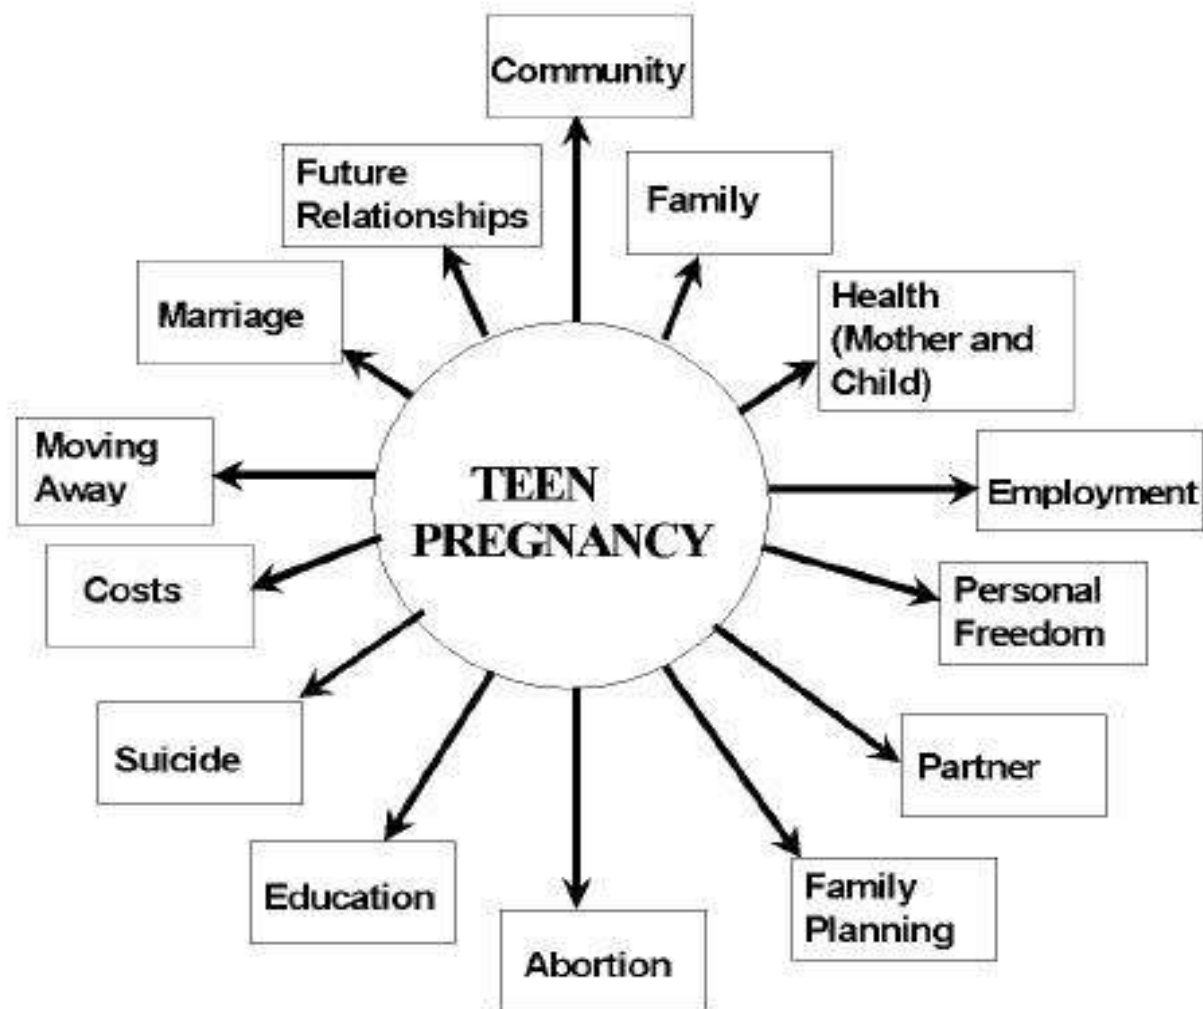 Community
Future
Relationships
Family
Marriage
Health
(Mother and
Child)
Moving
Away
TEEN
PREGNANCY
Employment
Costs
Personal
Freedom
Suicide
Partner
Education
Family
Planning
Abortion